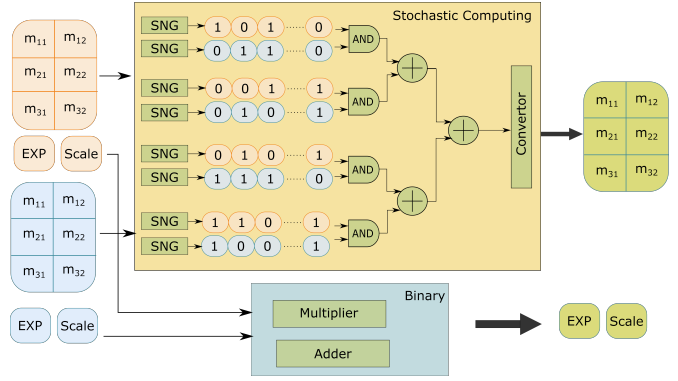 Stochastic Computing
SNG 1 0 1 ...... 0
SNG 0 1 1 ...... 0
AND
SNG 0 0 1 ...... 1
SNG 0 1 0 ...... 1
AND
SNG 0 1 0 ...... 1
SNG 1 1 1 ...... 0
AND
SNG 1 1 0 ...... 1
SNG 1 0 0 ...... 1
AND
Convertor
m11 m12
m21 m22
m31 m32
EXP Scale
m11 m12
m21 m22
m31 m32
EXP Scale
m11 m12
m21 m22
m31 m32
Binary
Multiplier
Adder
EXP Scale